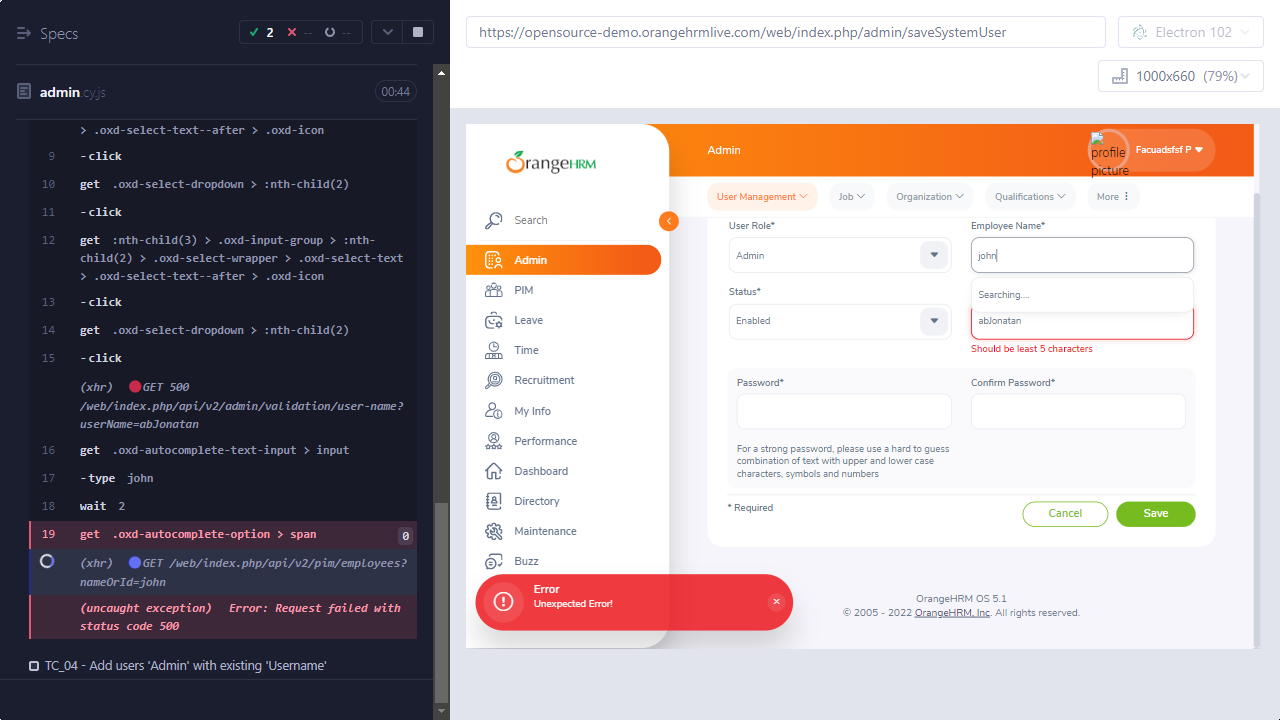 Specs
2
--
--
admin.cy.js
00:44
> .oxd-select-text--after > .oxd-icon
9 -click
10 get .oxd-select-dropdown > :nth-child(2)
11 -click
12 get :nth-child(3) > .oxd-input-group > :nth-
child(2) > .oxd-select-wrapper > .oxd-select-text
> .oxd-select-text--after > .oxd-icon
13 -click
14 get .oxd-select-dropdown > :nth-child(2)
15 -click
(xhr) GET 500
/web/index.php/api/v2/admin/validation/user-name?
userName=abJonatan
16 get .oxd-autocomplete-text-input > input
17 -type john
18 wait 2
19 get .oxd-autocomplete-option > span 0
(xhr) GET /web/index.php/api/v2/pim/employees?
nameOrId=john
(uncaught exception) Error: Request failed with
status code 500
TC_04 - Add users 'Admin' with existing 'Username'
https://opensource-demo.orangehrmlive.com/web/index.php/admin/saveSystemUser
Electron 102
1000x660 (79%)
OrangeHRM
Search
Admin
PIM
Leave
Time
Recruitment
My Info
Performance
Dashboard
Directory
Maintenance
Buzz
Admin
profile
picture
Facuadsfsf P
User Management
Job
Organization
Qualifications
More
User Role*
Employee Name*
Admin
john
Searching....
Status*
Enabled
abJonatan
Should be least 5 characters
Password*
Confirm Password*
For a strong password, please use a hard to guess
combination of text with upper and lower case
characters, symbols and numbers
* Required
Cancel
Save
Error
Unexpected Error!
OrangeHRM OS 5.1
© 2005 - 2022 OrangeHRM, Inc. All rights reserved.